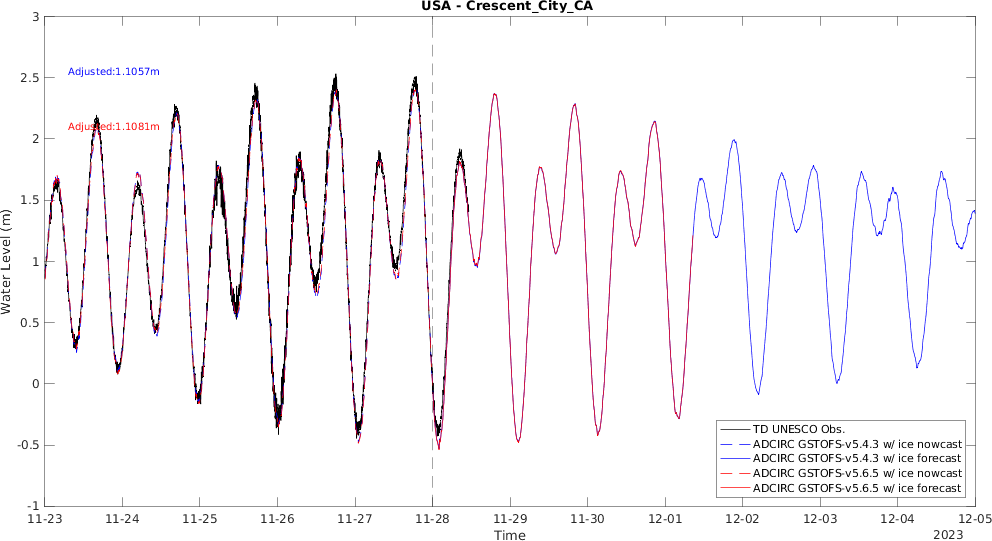 USA - Crescent_City_CA
3
2.5
2
1.5
1
0.5
0
-0.5
-1
Water Level (m)
Adjusted:1.1057m
Adjusted:1.1081m
TD UNESCO Obs.
ADCIRC GSTOFS-v5.4.3 w/ ice nowcast
ADCIRC GSTOFS-v5.4.3 w/ ice forecast
ADCIRC GSTOFS-v5.6.5 w/ ice nowcast
ADCIRC GSTOFS-v5.6.5 w/ ice forecast
11-23 11-24 11-25 11-26 11-27 11-28 11-29 11-30 12-01 12-02 12-03 12-04 12-05
Time
2023